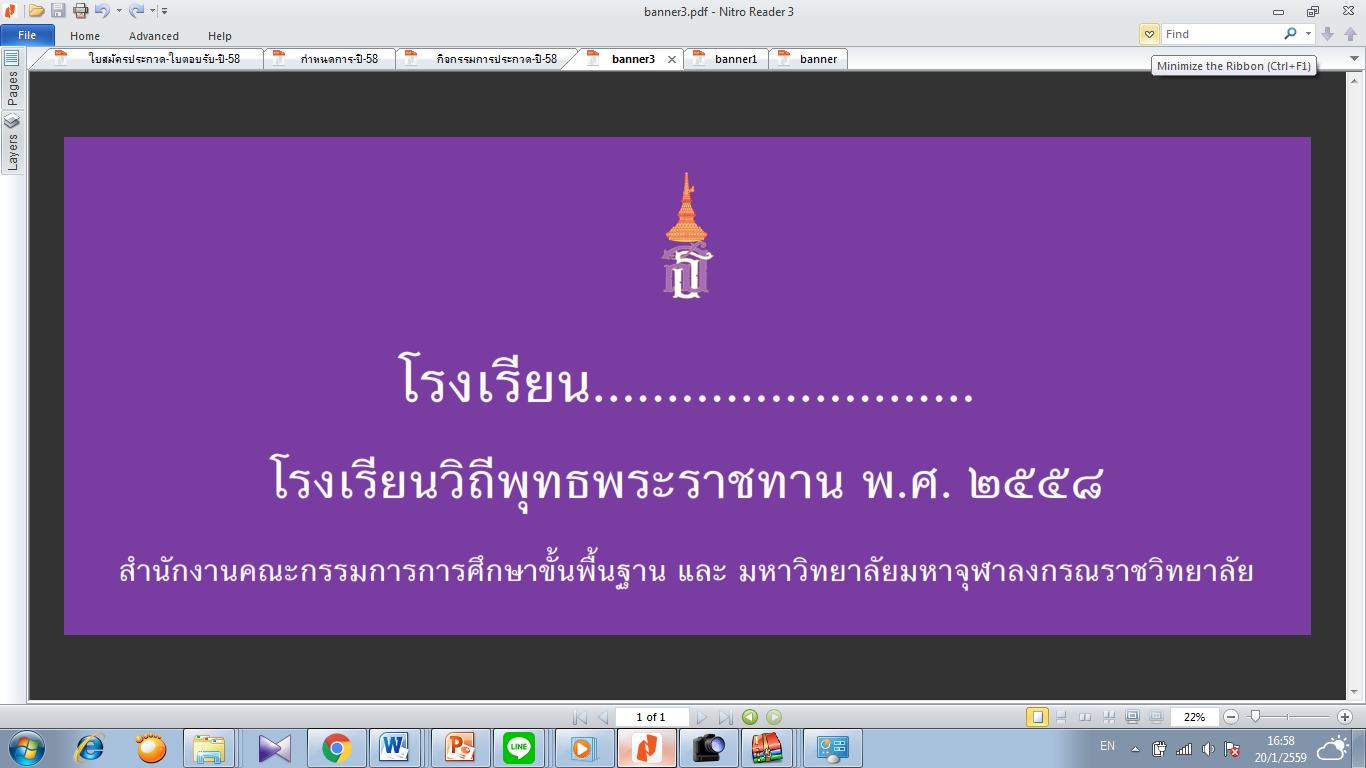 banner3.pdf - Nitro Reader 3
File Home Advanced Help Find
ใบสมัครประกวด-ใบตอบรับ-ปี-58 กำหนดการ-ปี-58 กิจกรรมการประกวด-ปี-58 banner3 banner1 banner
Minimize the Ribbon (Ctrl+F1)
Pages
Layers
โรงเรียน..........................
โรงเรียนวิถีพุทธพระราชทาน พ.ศ. ๒๕๕๘
สำนักงานคณะกรรมการการศึกษาขั้นพื้นฐาน และ มหาวิทยาลัยมหาจุฬาลงกรณราชวิทยาลัย
1 of 1 22%
LINE
EN 16:58
20/1/2559